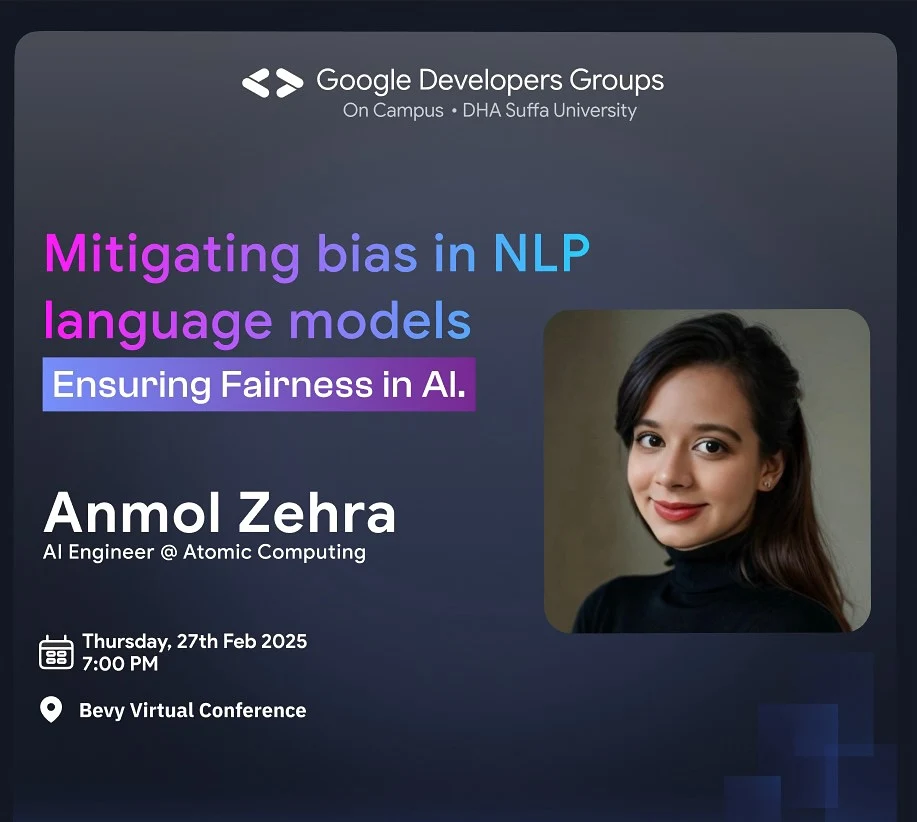 Google Developers Groups
On Campus • DHA Suffa University
Mitigating bias in NLP
language models
Ensuring Fairness in AI.
Anmol Zehra
AI Engineer @ Atomic Computing
Thursday, 27th Feb 2025
7:00 PM
Bevy Virtual Conference